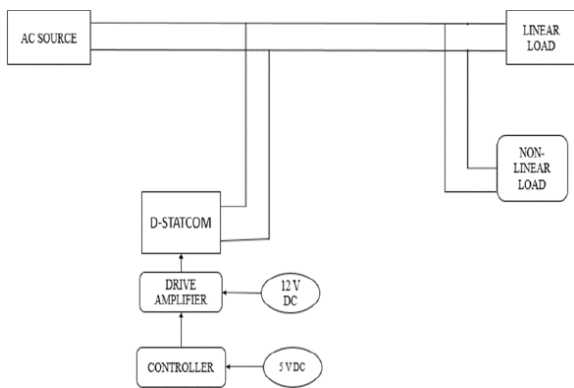 AC SOURCE
LINEAR
LOAD
NON-
LINEAR
LOAD
D-STATCOM
DRIVE
AMPLIFIER
12 V
DC
CONTROLLER
5 VDC